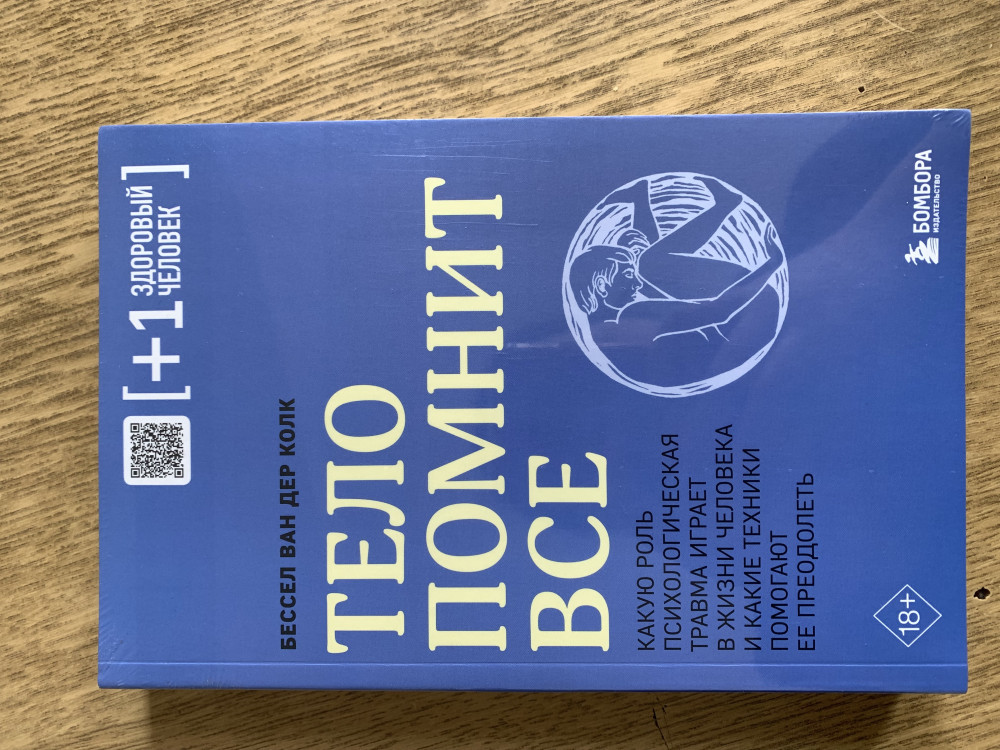 [+1 ЗДОРОВЫЙ
ЧЕЛОВЕК]
БЕССЕЛ ВАН ДЕР КОЛК
ТЕЛО
ПОМНИТ
ВСЕ
КАКУЮ РОЛЬ
ПСИХОЛОГИЧЕСКАЯ
ТРАВМА ИГРАЕТ
В ЖИЗНИ ЧЕЛОВЕКА
И КАКИЕ ТЕХНИКИ
ПОМОГАЮТ
ЕЕ ПРЕОДОЛЕТЬ
18+
БОМБОРА
ИЗДАТЕЛЬСТВО